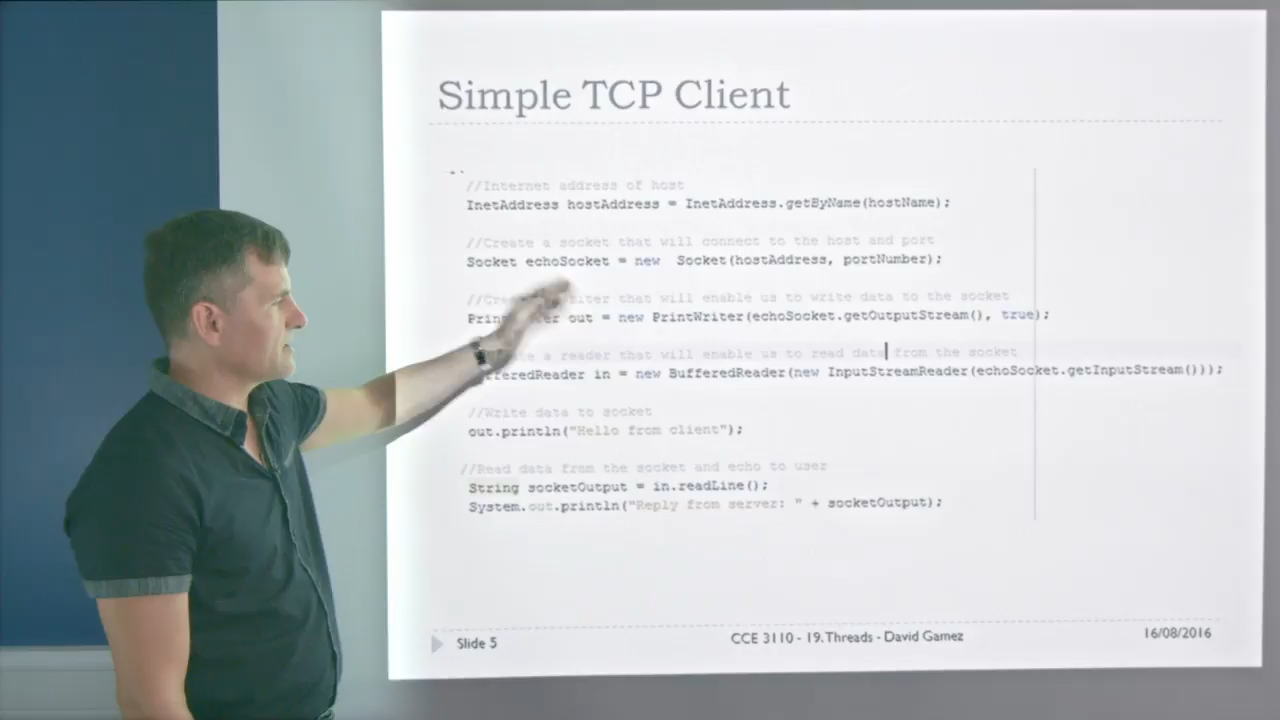 Simple TCP Client
//Internet address of host
InetAddress hostAddress = InetAddress.getByName(hostName);
//Create a socket that will connect to the host and port
Socket echoSocket = new Socket(hostAddress, portNumber);
that will enable us to write data to the socket
out = new PrintWriter(echoSocket.getOutputStream(), true);
a reader that will enable us to read data from the socket
in = new BufferedReader(new InputStreamReader(echoSocket.getInputStream()));
//Write data to socket
out.println("Hello from client");
//Read data from the socket and echo to user
String socketOutput = in.readLine();
System.out.println("Reply from server: " + socketOutput);
Slide 5
CCE 3110 - 19.Threads - David Gamez
16/08/2016